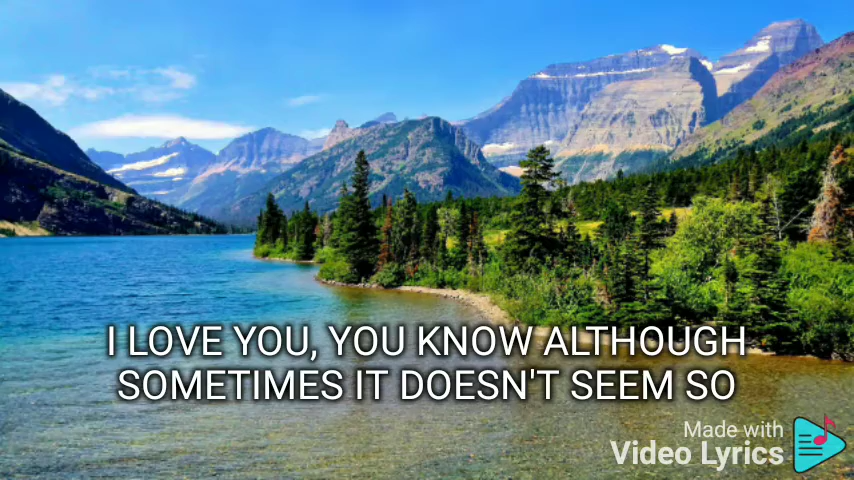 I LOVE YOU, YOU KNOW ALTHOUGH
SOMETIMES IT DOESN'T SEEM SO
Made with
Video Lyrics